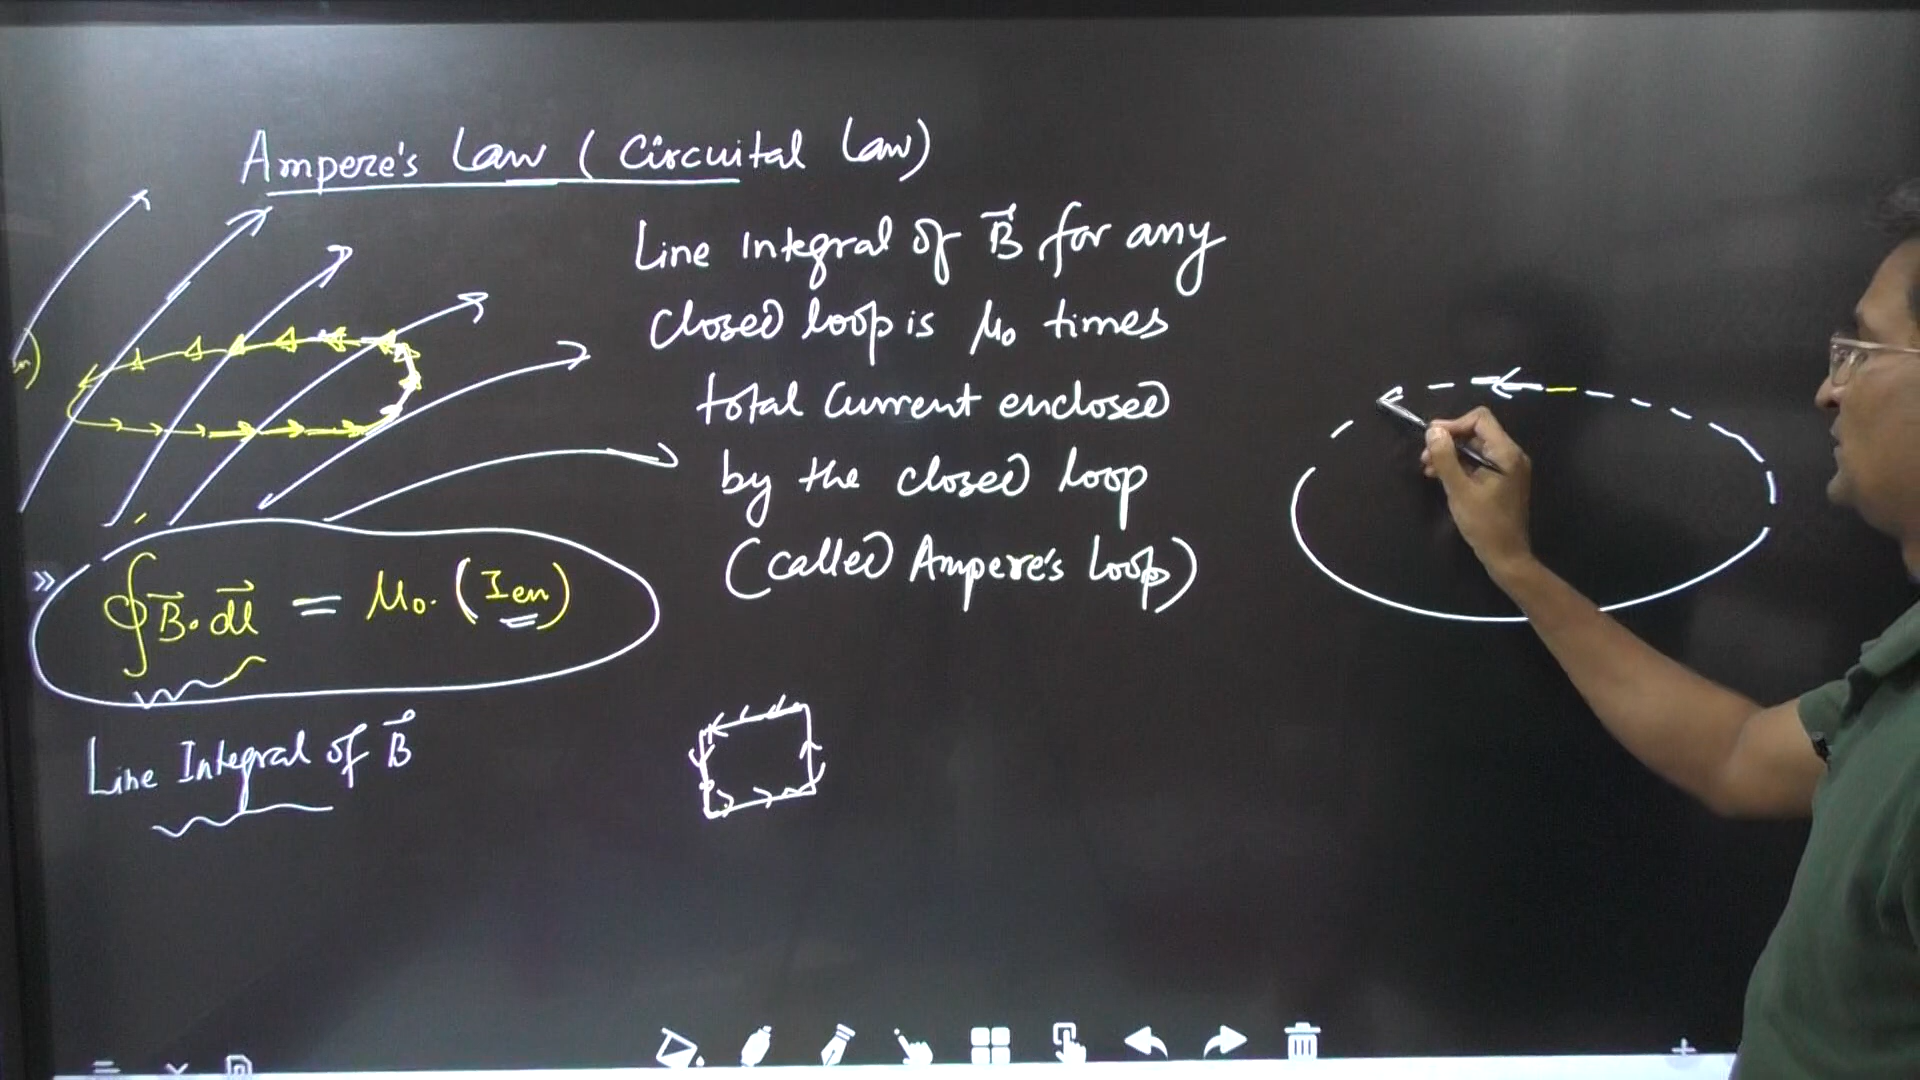 Ampere's Law (Circuital Law)
Line Integral of B⃗ for any
closed loop is μ₀ times
total current enclosed
by the closed loop
(called Ampere's Loop)
∮B⃗·dl⃗ = μ₀·(Ien)
Line Integral of B⃗